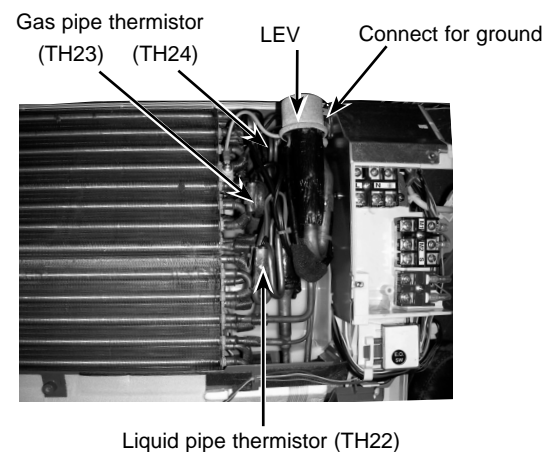 Gas pipe thermistor
(TH23) (TH24)
LEV
Connect for ground
Liquid pipe thermistor (TH22)